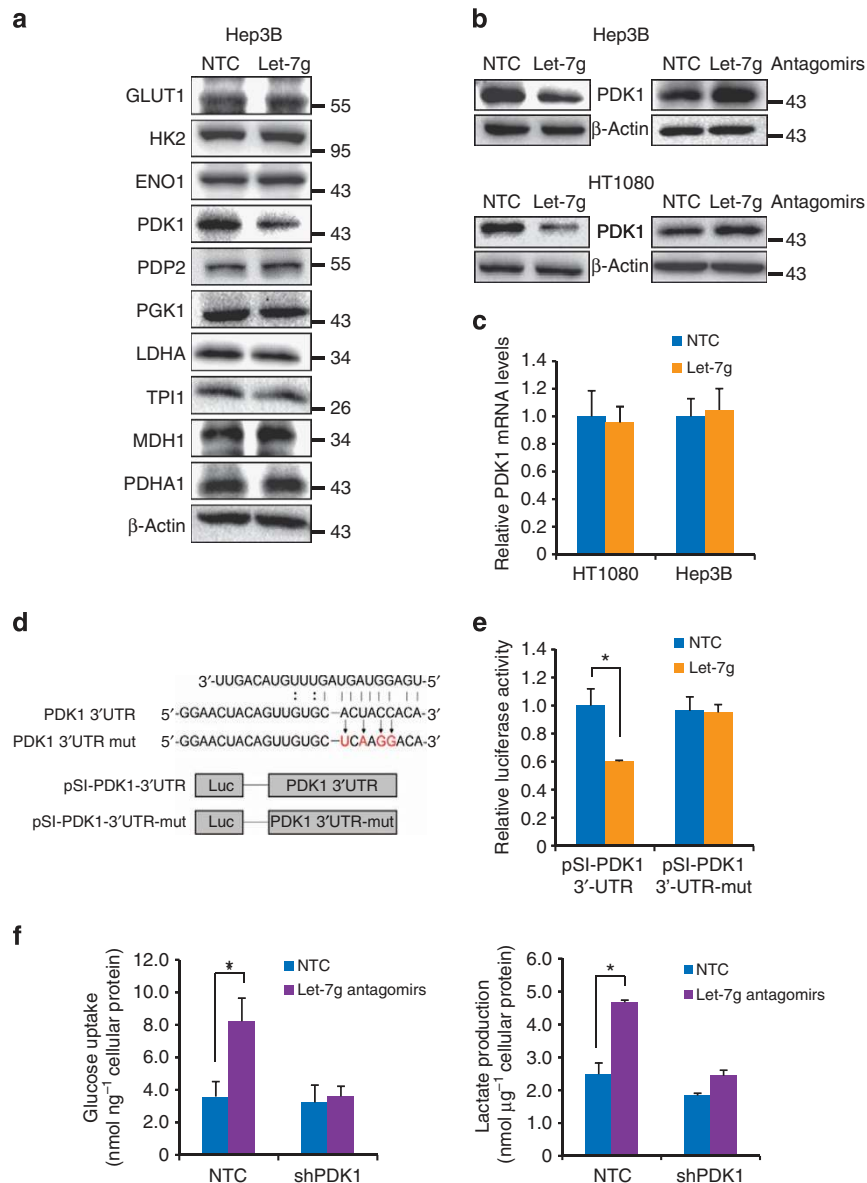 a
Hep3B
NTC Let-7g
GLUT1 55
HK2 95
ENO1 43
PDK1 43
PDP2 55
PGK1 43
LDHA 34
TPI1 26
MDH1 34
PDHA1 43
β-Actin 43
b
Hep3B
NTC Let-7g NTC Let-7g Antagomirs
PDK1 43
β-Actin 43
HT1080
NTC Let-7g NTC Let-7g Antagomirs
PDK1 43
β-Actin 43
c
NTC
Let-7g
Relative PDK1 mRNA levels
1.4
1.2
1.0
0.8
0.6
0.4
0.2
0
HT1080 Hep3B
d
3′-UUGACAUGUUUGAUGAUGGAGU-5′
PDK1 3′UTR 5′-GGAACUACAGUUGUGC–ACUACCACA-3′
PDK1 3′UTR mut 5′-GGAACUACAGUUGUGC–UCAAGGACA-3′
pSI-PDK1-3′UTR Luc PDK1 3′UTR
pSI-PDK1-3′UTR-mut Luc PDK1 3′UTR-mut
e
NTC
Let-7g
Relative luciferase activity
1.4
1.2
1.0
0.8
0.6
0.4
0.2
0
*
pSI-PDK1 pSI-PDK1
3′-UTR 3′-UTR-mut
f
Glucose uptake
(nmol ng⁻¹ cellular protein)
12.0
10.0
8.0
6.0
4.0
2.0
0
*
NTC
Let-7g antagomirs
NTC shPDK1
Lactate production
(nmol μg⁻¹ cellular protein)
6.0
5.0
4.0
3.0
2.0
1.0
0
*
NTC
Let-7g antagomirs
NTC shPDK1